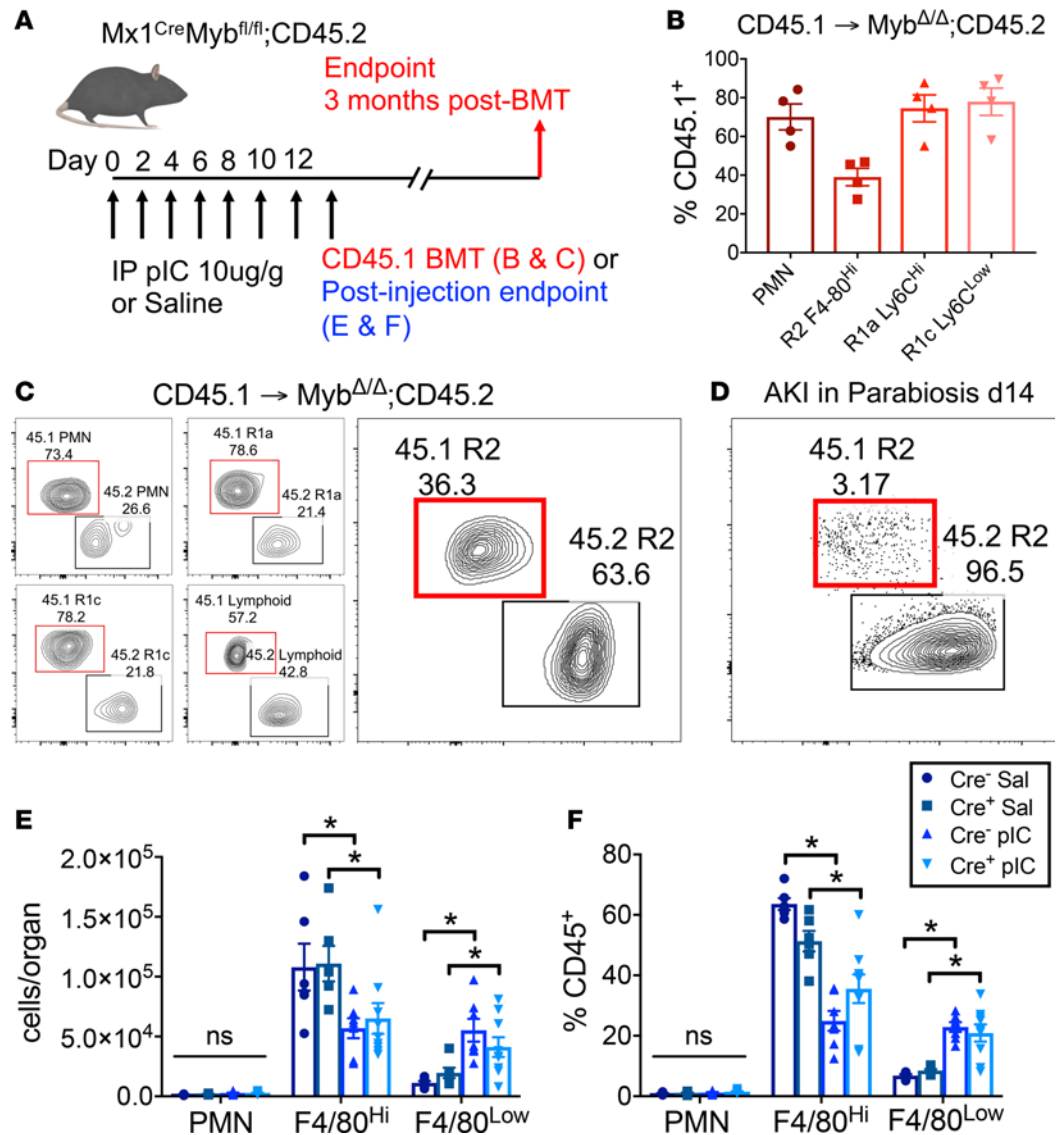 A
Mx1CreMybfl/fl;CD45.2
Endpoint
3 months post-BMT
Day 0 2 4 6 8 10 12
IP pIC 10ug/g
or Saline
CD45.1 BMT (B & C) or
Post-injection endpoint
(E & F)
B
CD45.1 → MybΔ/Δ;CD45.2
% CD45.1+
100
80
60
40
20
0
PMN
R2 F4-80Hi
R1a Ly6CHi
R1c Ly6CLow
C
CD45.1 → MybΔ/Δ;CD45.2
45.1 PMN
73.4
45.2 PMN
26.6
45.1 R1a
78.6
45.2 R1a
21.4
45.1 R1c
78.2
45.2 R1c
21.8
45.1 Lymphoid
57.2
45.2 Lymphoid
42.8
45.1 R2
36.3
45.2 R2
63.6
D
AKI in Parabiosis d14
45.1 R2
3.17
45.2 R2
96.5
E
cells/organ
2.0×10⁵
1.5×10⁵
1.0×10⁵
5.0×10⁴
0.0
ns
* * * *
PMN F4/80Hi F4/80Low
F
% CD45+
80
60
40
20
0
ns
* * * *
PMN F4/80Hi F4/80Low
Cre- Sal
Cre+ Sal
Cre- pIC
Cre+ pIC